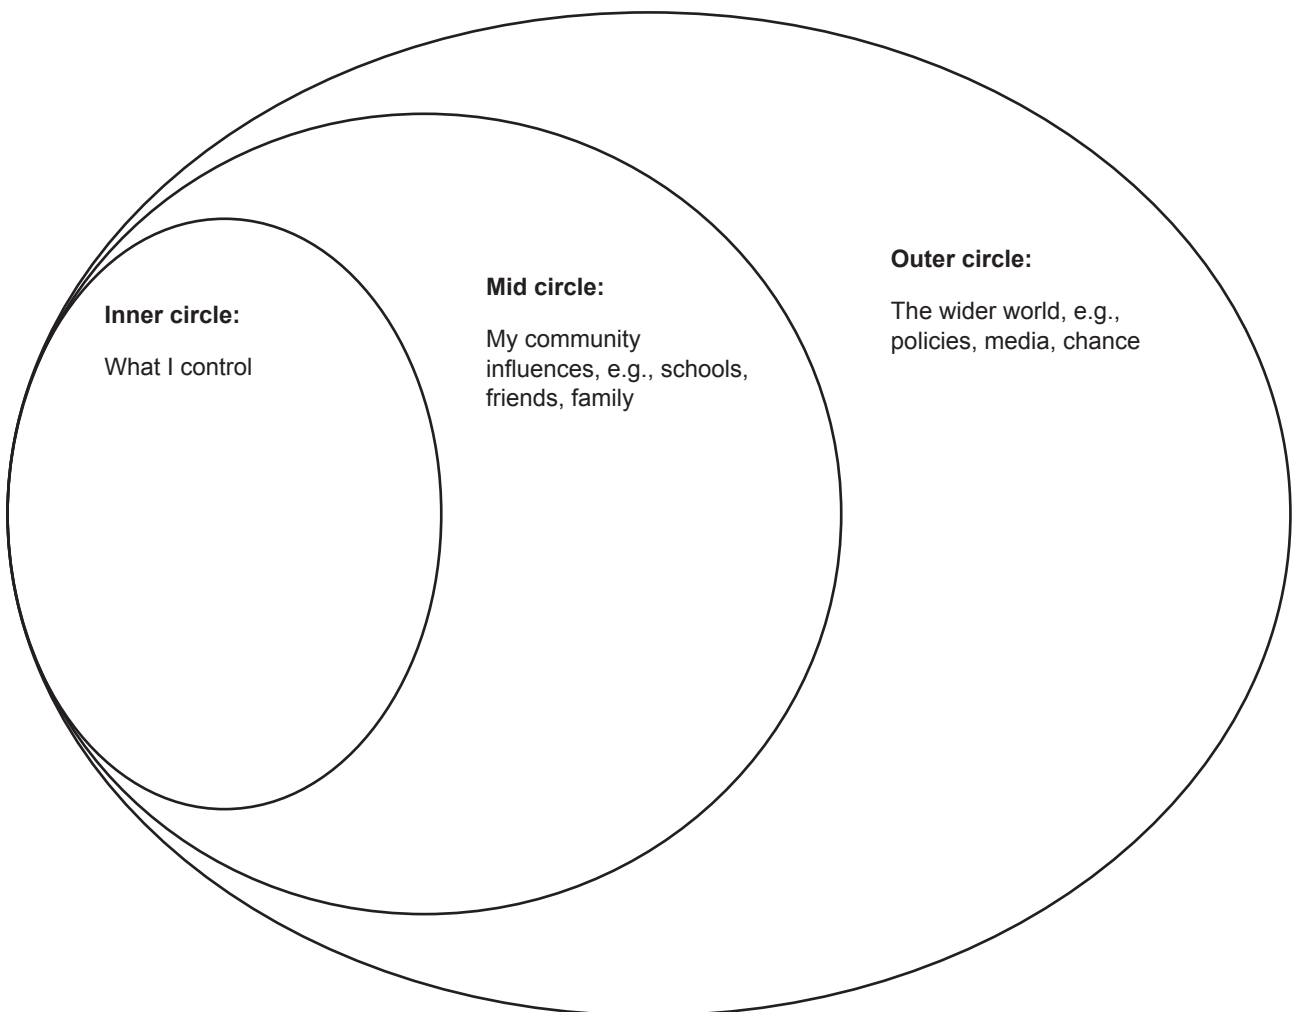 Inner circle:
What I control
Mid circle:
My community
influences, e.g., schools,
friends, family
Outer circle:
The wider world, e.g.,
policies, media, chance